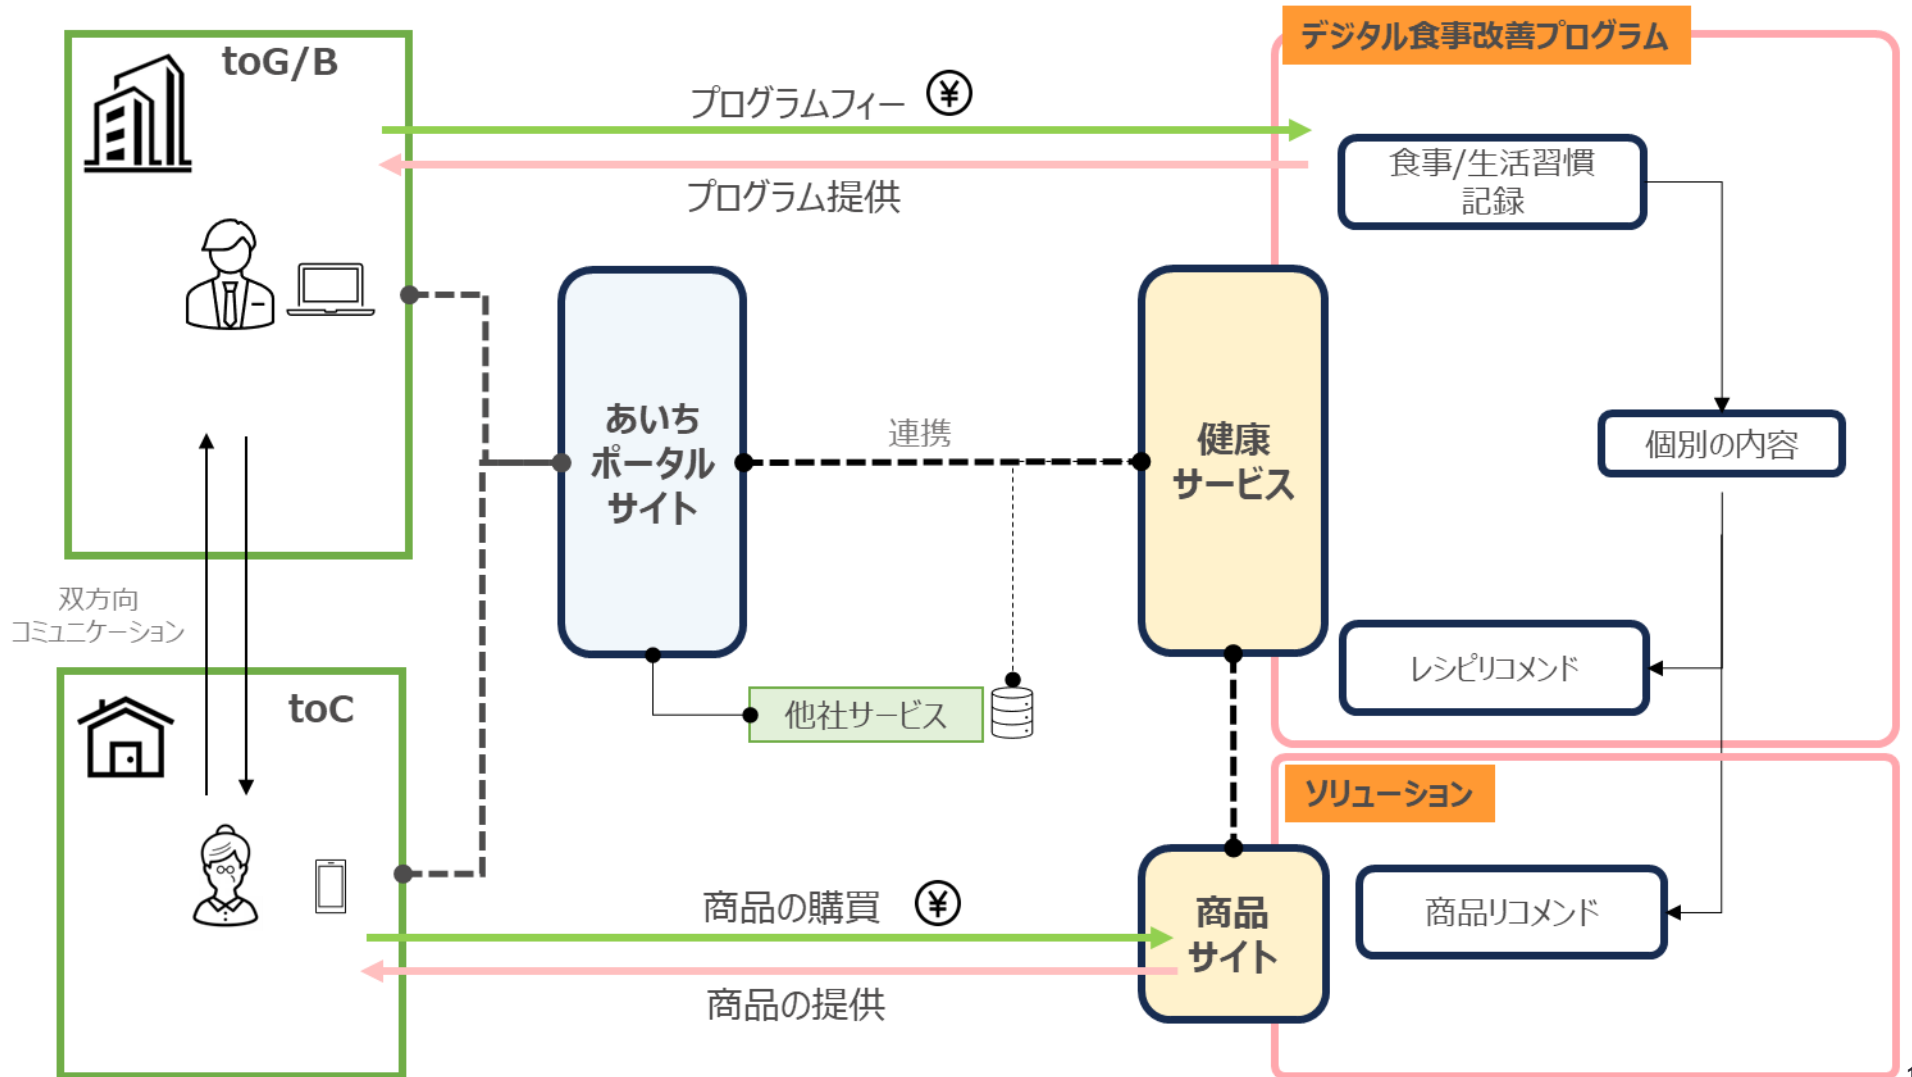 デジタル食事改善プログラム
toG/B
プログラムフィー ¥
プログラム提供
食事/生活習慣
記録
あいち
ポータル
サイト
連携
健康
サービス
個別の内容
双方向
コミュニケーション
レシピリコメンド
toC
他社サービス
ソリューション
商品の購買 ¥
商品の提供
商品
サイト
商品リコメンド